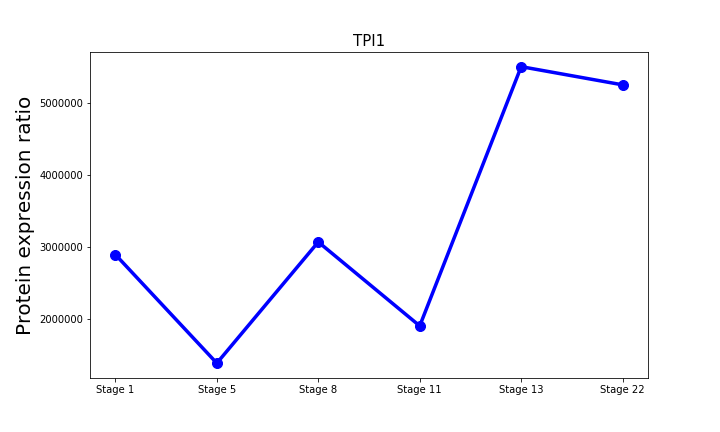 TPI1
Protein expression ratio
5000000
4000000
3000000
2000000
Stage 1 Stage 5 Stage 8 Stage 11 Stage 13 Stage 22